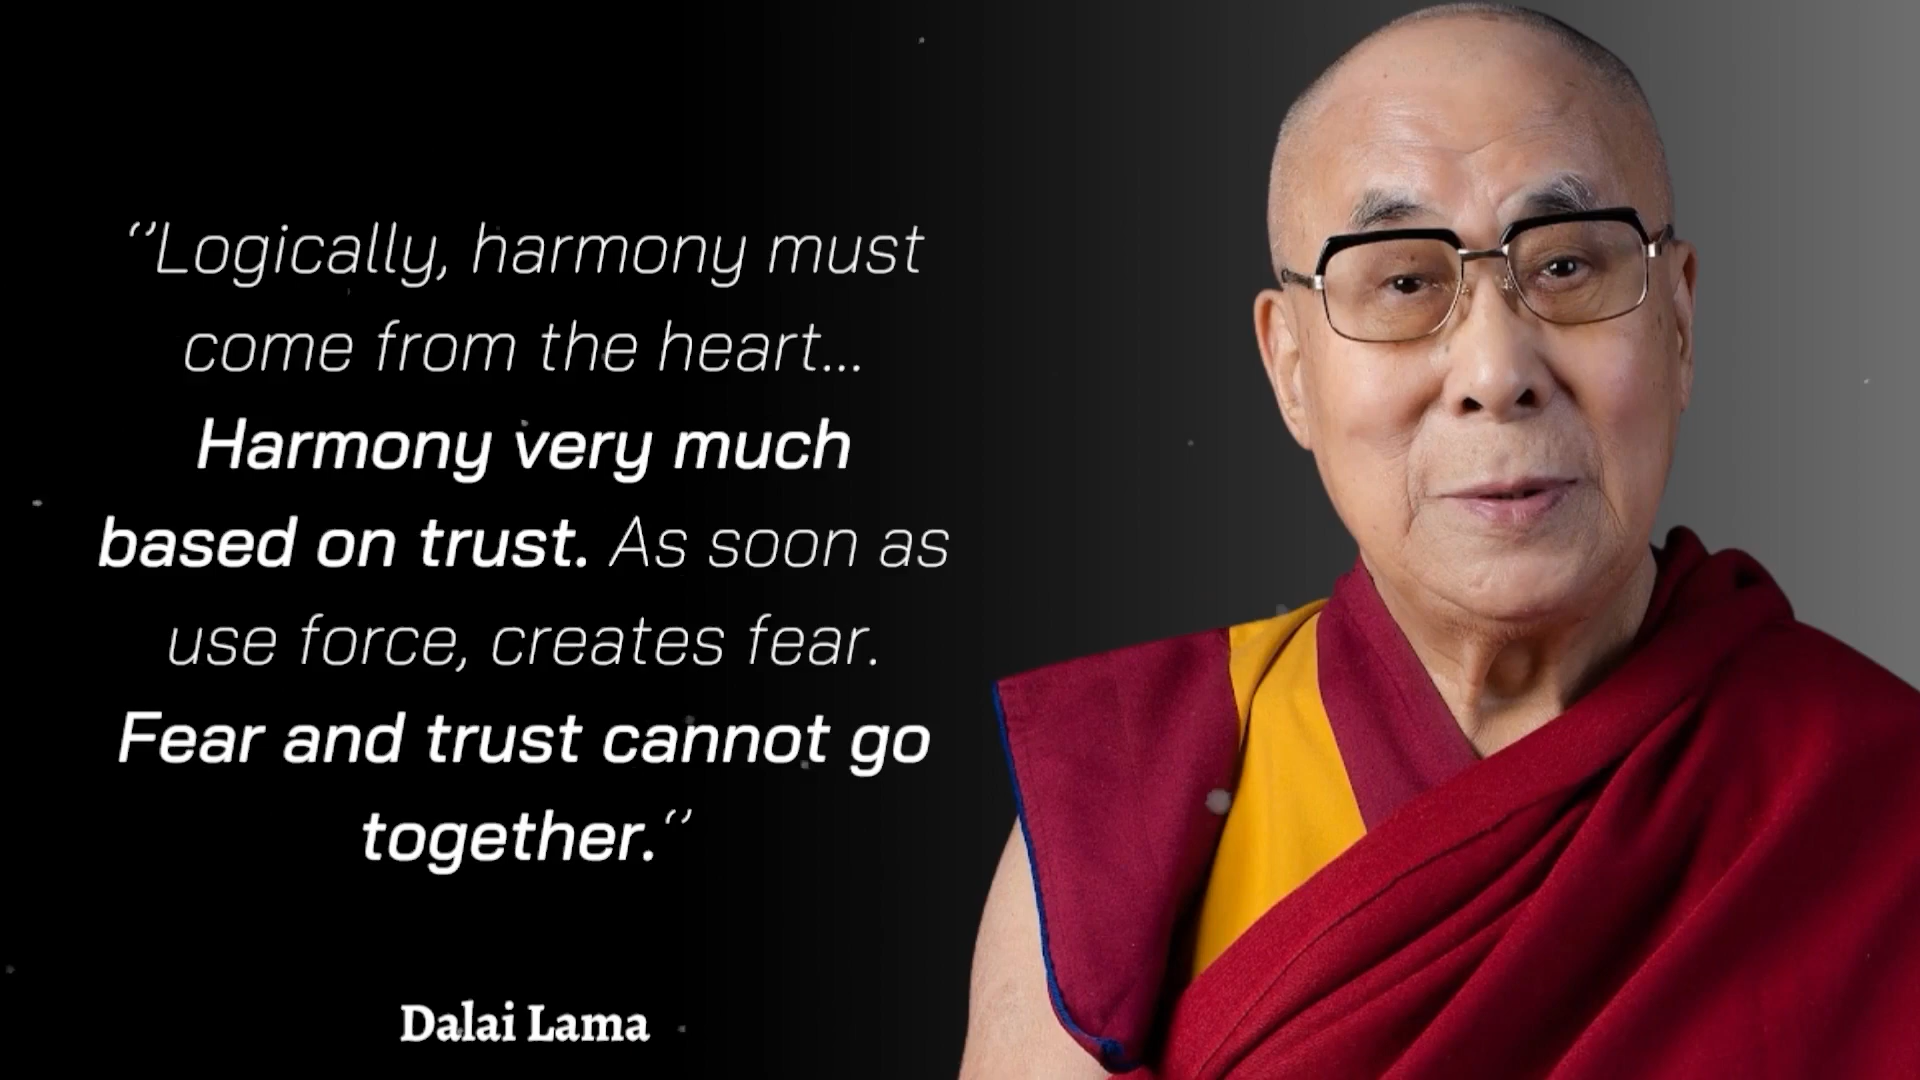 ‘’Logically, harmony must
come from the heart...
Harmony very much
based on trust. As soon as
use force, creates fear.
Fear and trust cannot go
together.‘’
Dalai Lama